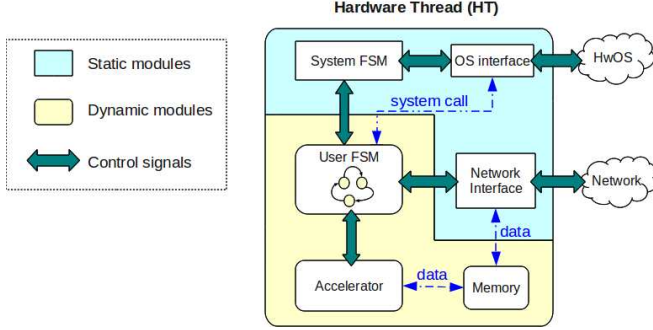 Hardware Thread (HT)
Static modules
Dynamic modules
Control signals
System FSM
OS interface
HwOS
system call
User FSM
Network
Interface
Network
data
Accelerator
data
Memory